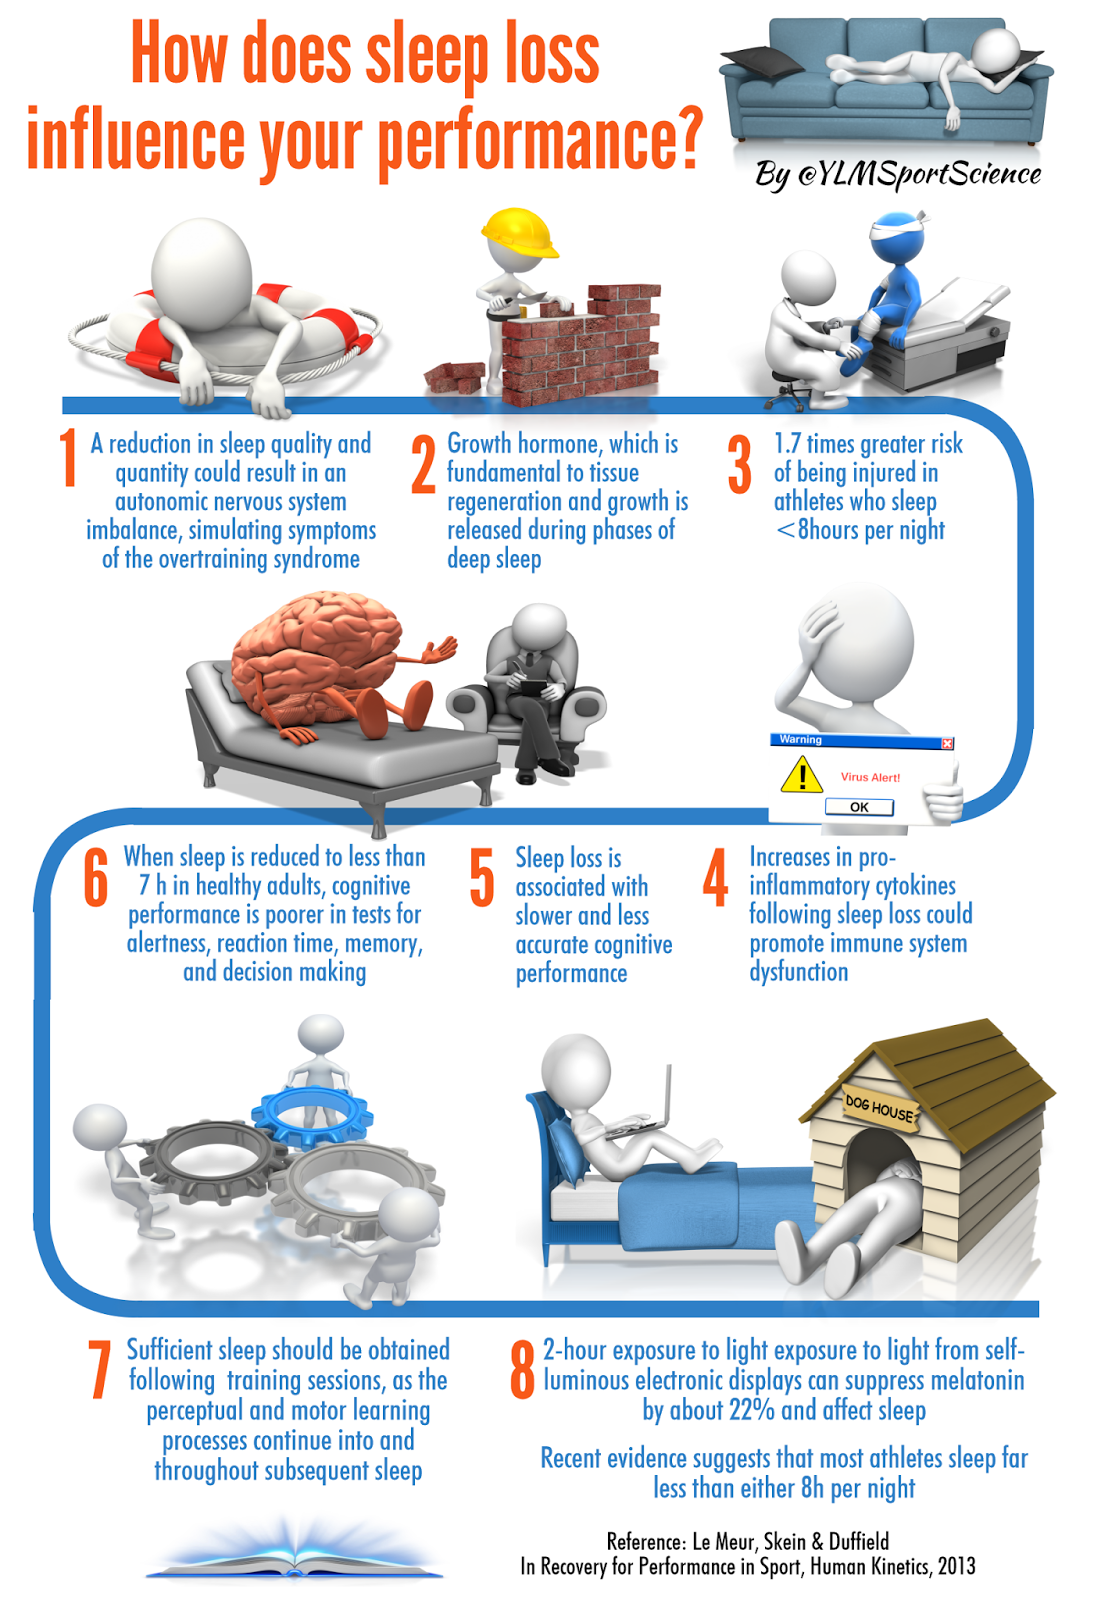 How does sleep loss
influence your performance?
By @YLMSportScience
1
A reduction in sleep quality and
quantity could result in an
autonomic nervous system
imbalance, simulating symptoms
of the overtraining syndrome
2
Growth hormone, which is
fundamental to tissue
regeneration and growth is
released during phases of
deep sleep
3
1.7 times greater risk
of being injured in
athletes who sleep
<8hours per night
Warning
Virus Alert!
OK
4
Increases in pro-
inflammatory cytokines
following sleep loss could
promote immune system
dysfunction
5
Sleep loss is
associated with
slower and less
accurate cognitive
performance
6
When sleep is reduced to less than
7 h in healthy adults, cognitive
performance is poorer in tests for
alertness, reaction time, memory,
and decision making
DOG HOUSE
7
Sufficient sleep should be obtained
following training sessions, as the
perceptual and motor learning
processes continue into and
throughout subsequent sleep
8
2-hour exposure to light exposure to light from self-
luminous electronic displays can suppress melatonin
by about 22% and affect sleep
Recent evidence suggests that most athletes sleep far
less than either 8h per night
Reference: Le Meur, Skein & Duffield
In Recovery for Performance in Sport, Human Kinetics, 2013